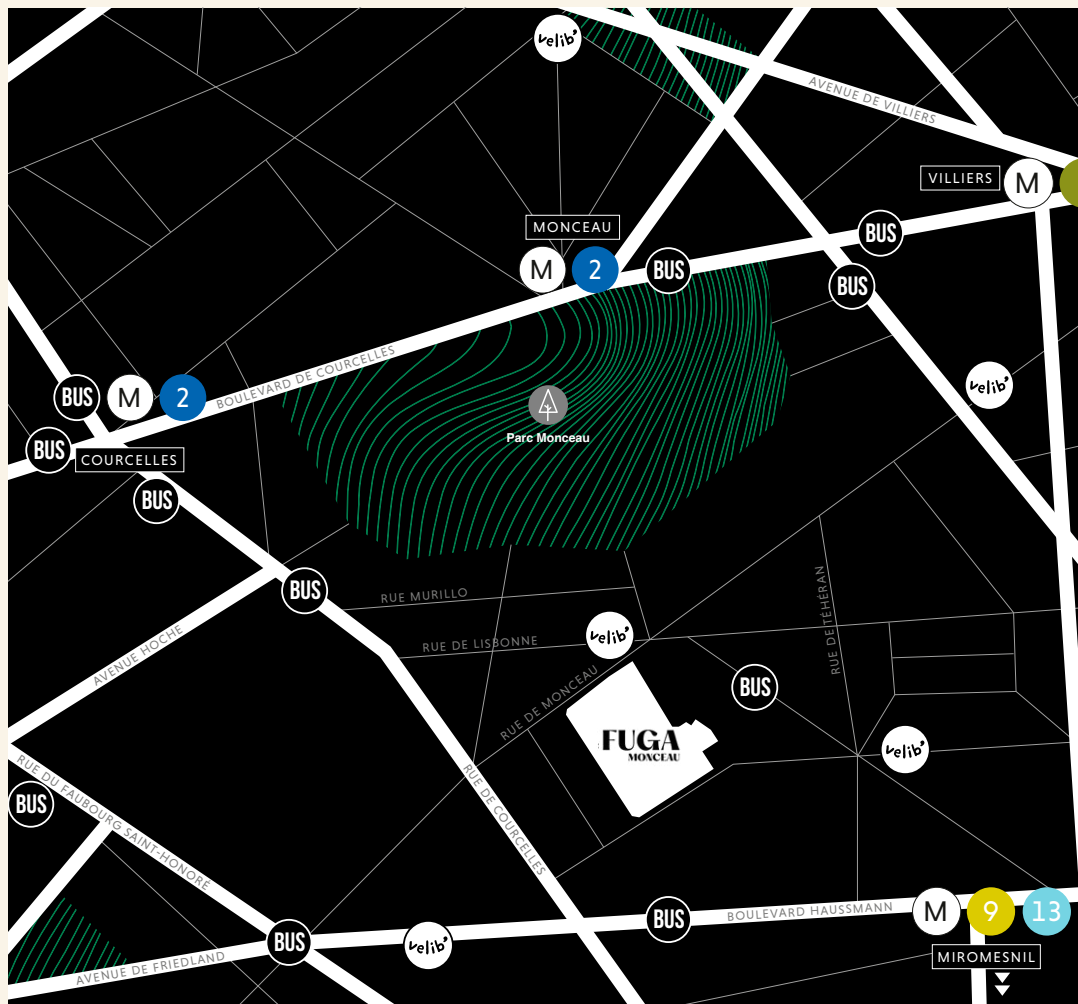 velib'
AVENUE DE VILLIERS
VILLIERS
M
MONCEAU
M
2
BUS
BUS
BUS
velib'
BOULEVARD DE COURCELLES
BUS
M
2
BUS
COURCELLES
BUS
Parc Monceau
BUS
RUE MURILLO
RUE DE LISBONNE
velib'
RUE DE TÉHÉRAN
AVENUE HOCHE
RUE DE MONCEAU
BUS
FUGA
MONCEAU
velib'
RUE DU FAUBOURG SAINT-HONORÉ
BUS
RUE DE COURCELLES
BOULEVARD HAUSSMANN
M
9
13
BUS
BUS
velib'
MIROMESNIL
AVENUE DE FRIEDLAND